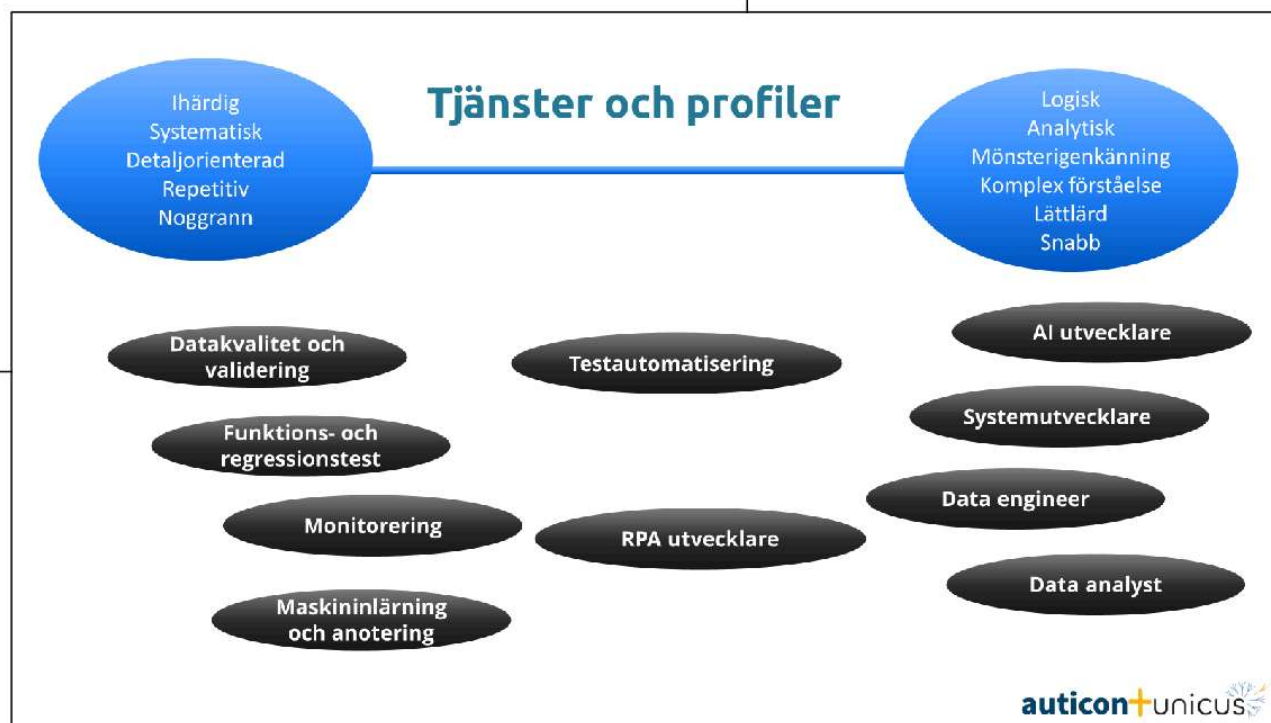 Tjänster och profiler
Ihärdig
Systematisk
Detaljorienterad
Repetitiv
Noggrann
Logisk
Analytisk
Mönsterigenkänning
Komplex förståelse
Lättlärd
Snabb
Datakvalitet och
validering
Funktions- och
regressionstest
Monitorering
Maskininlärning
och anotering
Testautomatisering
RPA utvecklare
AI utvecklare
Systemutvecklare
Data engineer
Data analyst
auticon+unicus